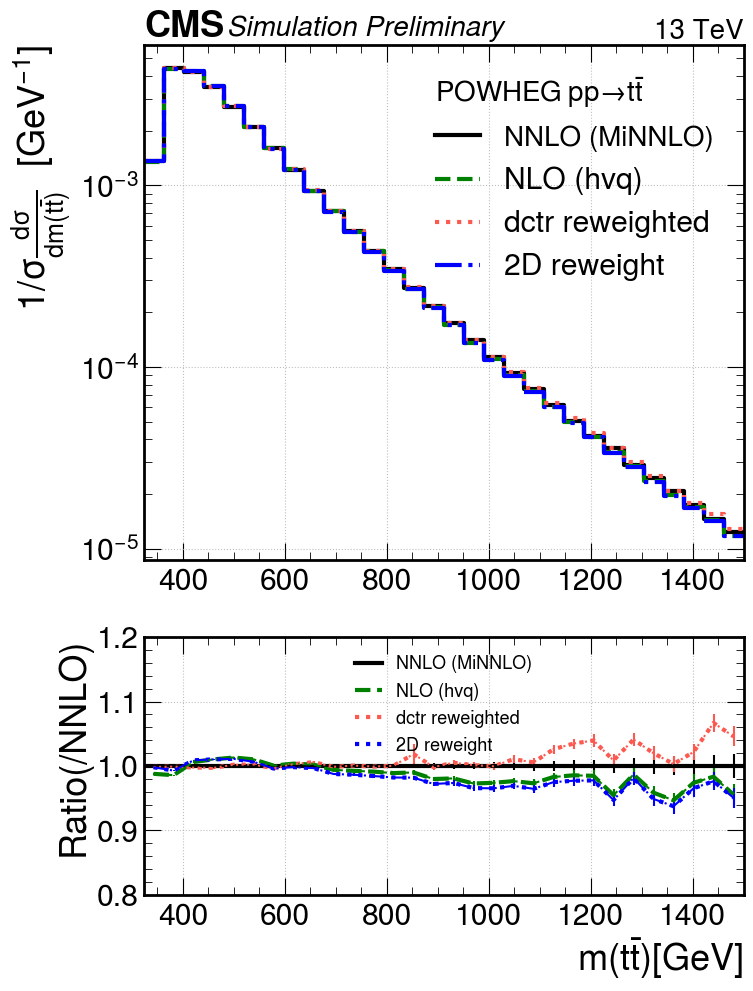 CMS Simulation Preliminary 13 TeV
1/σ dσ/dm(tt̄) [GeV⁻¹]
POWHEG pp→tt̄
NNLO (MiNNLO)
NLO (hvq)
dctr reweighted
2D reweight
10⁻³
10⁻⁴
10⁻⁵
400 600 800 1000 1200 1400
Ratio(/NNLO)
1.2
1.1
1.0
0.9
0.8
NNLO (MiNNLO)
NLO (hvq)
dctr reweighted
2D reweight
400 600 800 1000 1200 1400
m(tt̄)[GeV]